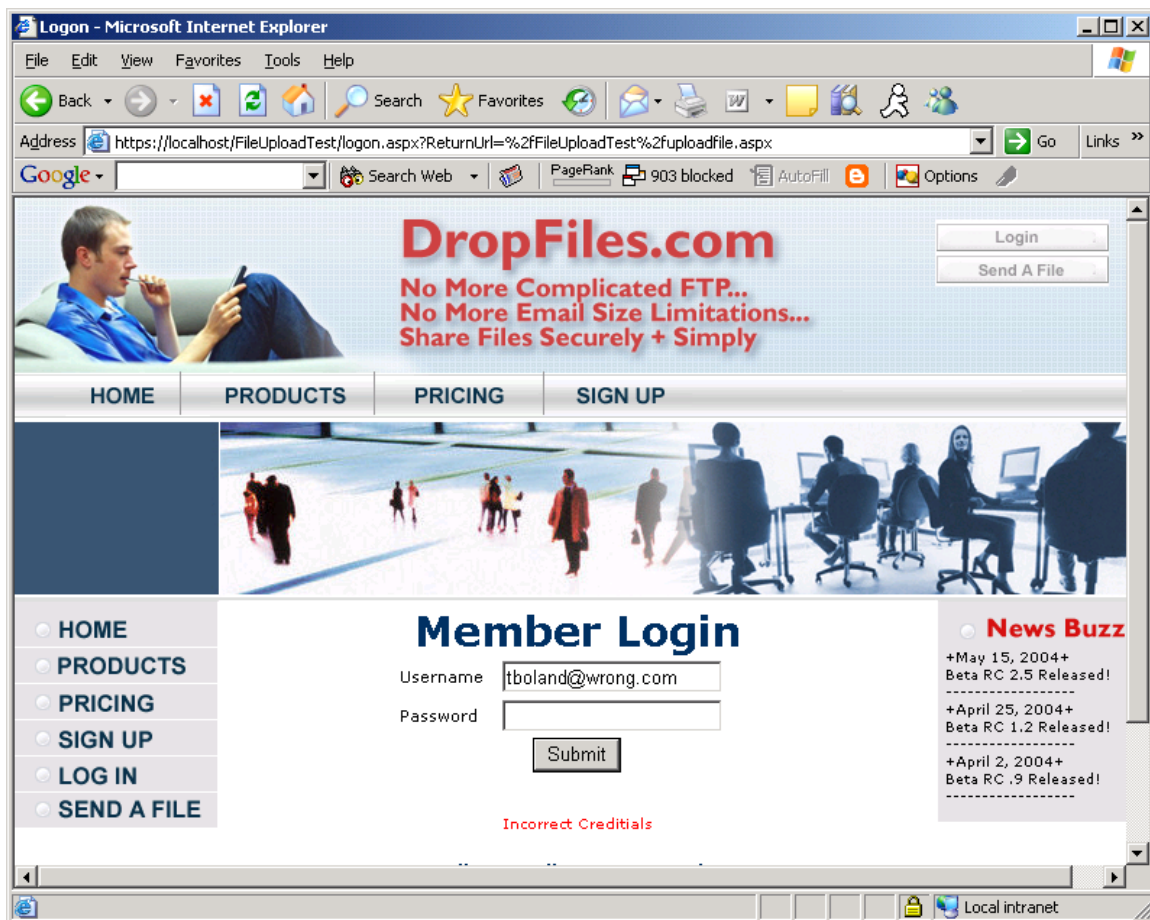 Logon - Microsoft Internet Explorer
File Edit View Favorites Tools Help
Back Search Favorites
Address https://localhost/FileUploadTest/logon.aspx?ReturnUrl=%2fFileUploadTest%2fuploadfile.aspx Go Links »
Google Search Web PageRank 903 blocked AutoFill Options
DropFiles.com
No More Complicated FTP...
No More Email Size Limitations...
Share Files Securely + Simply
Login
Send A File
HOME PRODUCTS PRICING SIGN UP
HOME
PRODUCTS
PRICING
SIGN UP
LOG IN
SEND A FILE
Member Login
Username tboland@wrong.com
Password
Submit
Incorrect Creditials
News Buzz
+May 15, 2004+
Beta RC 2.5 Released!
------------------
+April 25, 2004+
Beta RC 1.2 Released!
------------------
+April 2, 2004+
Beta RC .9 Released!
------------------
Local intranet